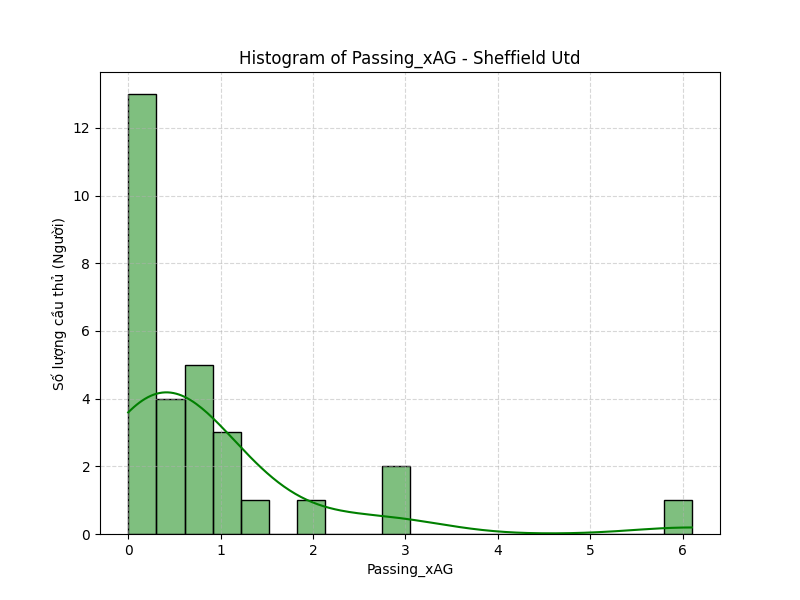 Histogram of Passing_xAG - Sheffield Utd
Số lượng cầu thủ (Người)
12
10
8
6
4
2
0
0 1 2 3 4 5 6
Passing_xAG